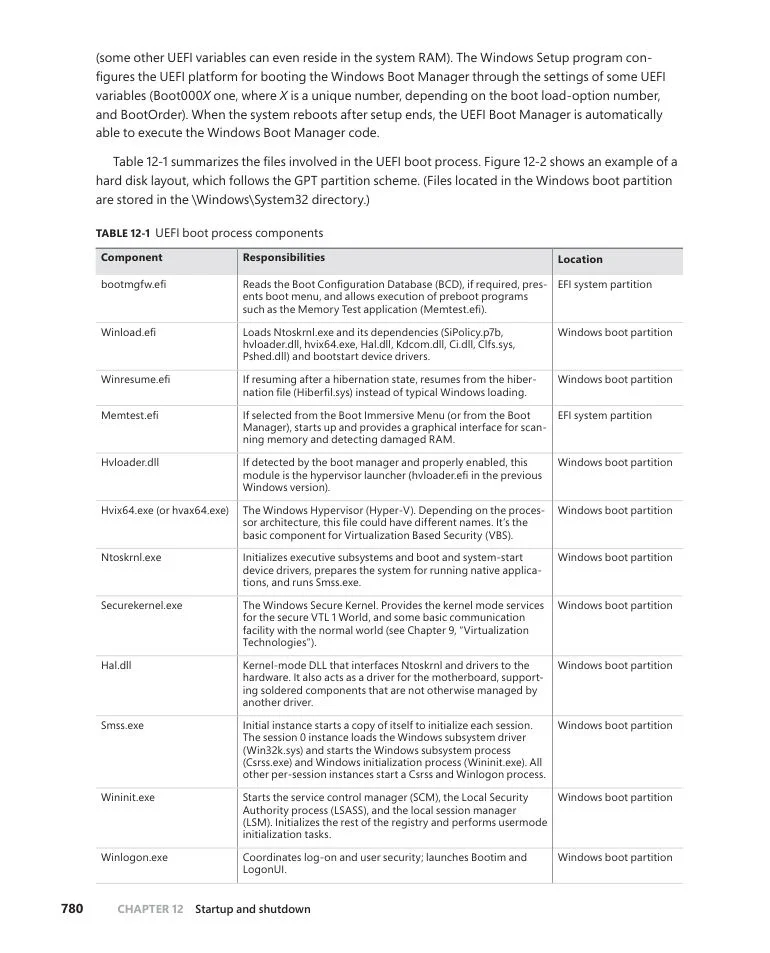 (some other UEFI variables can even reside in the system RAM). The Windows Setup program con-
figures the UEFI platform for booting the Windows Boot Manager through the settings of some UEFI
variables (Boot000X one, where X is a unique number, depending on the boot load-option number,
and BootOrder). When the system reboots after setup ends, the UEFI Boot Manager is automatically
able to execute the Windows Boot Manager code.
Table 12-1 summarizes the files involved in the UEFI boot process. Figure 12-2 shows an example of a
hard disk layout, which follows the GPT partition scheme. (Files located in the Windows boot partition
are stored in the \Windows\System32 directory.)
TABLE 12-1 UEFI boot process components
Component Responsibilities Location
bootmgfw.efi Reads the Boot Configuration Database (BCD), if required, pres- EFI system partition
ents boot menu, and allows execution of preboot programs
such as the Memory Test application (Memtest.efi).
Winload.efi Loads Ntoskrnl.exe and its dependencies (SiPolicy.p7b, Windows boot partition
hvloader.dll, hvix64.exe, Hal.dll, Kdcom.dll, Ci.dll, Clfs.sys,
Pshed.dll) and bootstart device drivers.
Winresume.efi If resuming after a hibernation state, resumes from the hiber- Windows boot partition
nation file (Hiberfil.sys) instead of typical Windows loading.
Memtest.efi If selected from the Boot Immersive Menu (or from the Boot EFI system partition
Manager), starts up and provides a graphical interface for scan-
ning memory and detecting damaged RAM.
Hvloader.dll If detected by the boot manager and properly enabled, this Windows boot partition
module is the hypervisor launcher (hvloader.efi in the previous
Windows version).
Hvix64.exe (or hvax64.exe) The Windows Hypervisor (Hyper-V). Depending on the proces- Windows boot partition
sor architecture, this file could have different names. It's the
basic component for Virtualization Based Security (VBS).
Ntoskrnl.exe Initializes executive subsystems and boot and system-start Windows boot partition
device drivers, prepares the system for running native applica-
tions, and runs Smss.exe.
Securekernel.exe The Windows Secure Kernel. Provides the kernel mode services Windows boot partition
for the secure VTL 1 World, and some basic communication
facility with the normal world (see Chapter 9, "Virtualization
Technologies").
Hal.dll Kernel-mode DLL that interfaces Ntoskrnl and drivers to the Windows boot partition
hardware. It also acts as a driver for the motherboard, support-
ing soldered components that are not otherwise managed by
another driver.
Smss.exe Initial instance starts a copy of itself to initialize each session. Windows boot partition
The session 0 instance loads the Windows subsystem driver
(Win32k.sys) and starts the Windows subsystem process
(Csrss.exe) and Windows initialization process (Wininit.exe). All
other per-session instances start a Csrss and Winlogon process.
Wininit.exe Starts the service control manager (SCM), the Local Security Windows boot partition
Authority process (LSASS), and the local session manager
(LSM). Initializes the rest of the registry and performs usermode
initialization tasks.
Winlogon.exe Coordinates log-on and user security; launches Bootim and Windows boot partition
LogonUI.
780 CHAPTER 12 Startup and shutdown